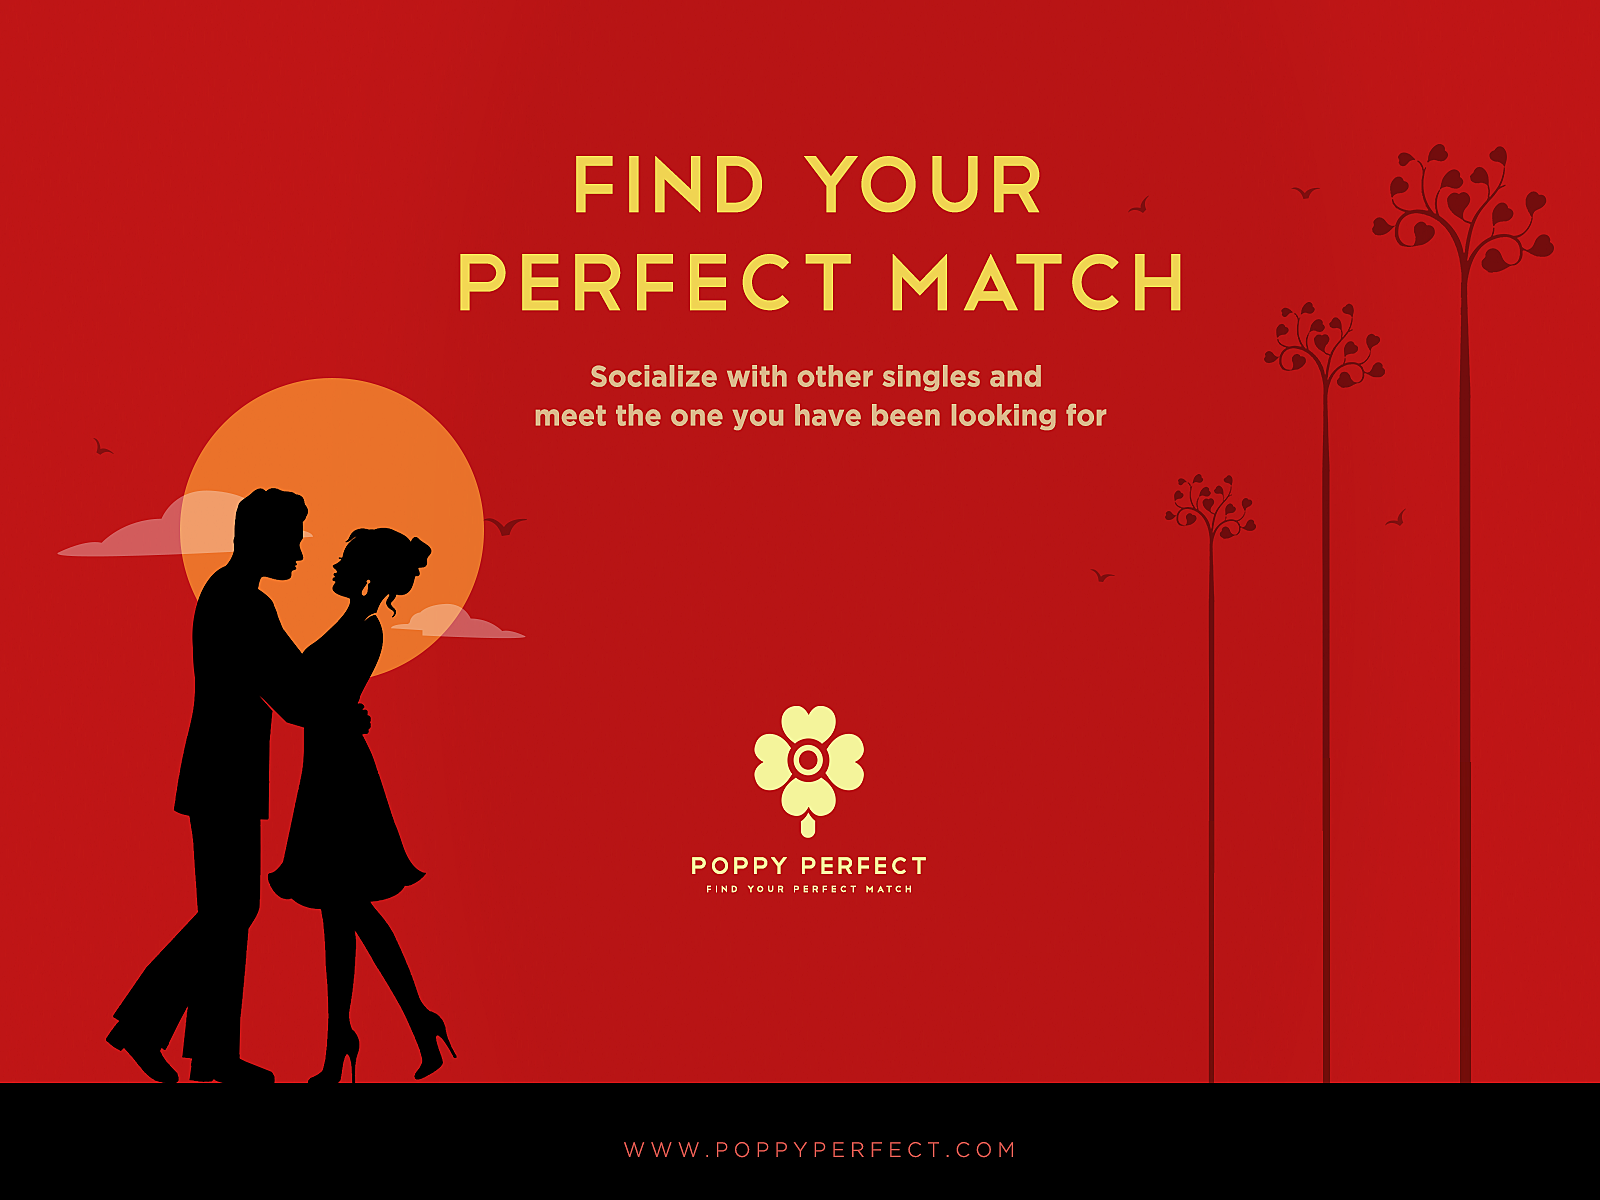 FIND YOUR
PERFECT MATCH
Socialize with other singles and
meet the one you have been looking for
POPPY PERFECT
FIND YOUR PERFECT MATCH
WWW.POPPYPERFECT.COM